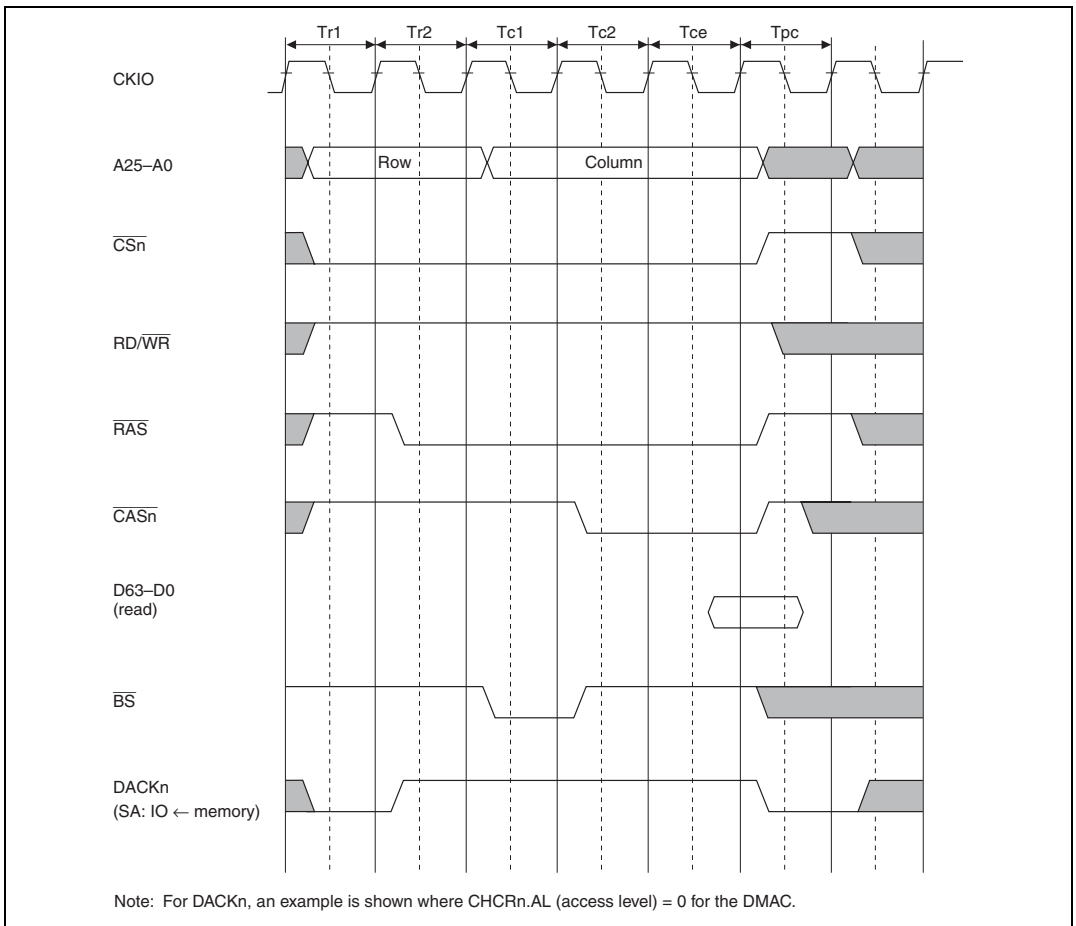 Tr1 Tr2 Tc1 Tc2 Tce Tpc
CKIO
A25–A0 Row Column
CSn
RD/WR
RAS
CASn
D63–D0
(read)
BS
DACKn
(SA: IO ← memory)
Note: For DACKn, an example is shown where CHCRn.AL (access level) = 0 for the DMAC.